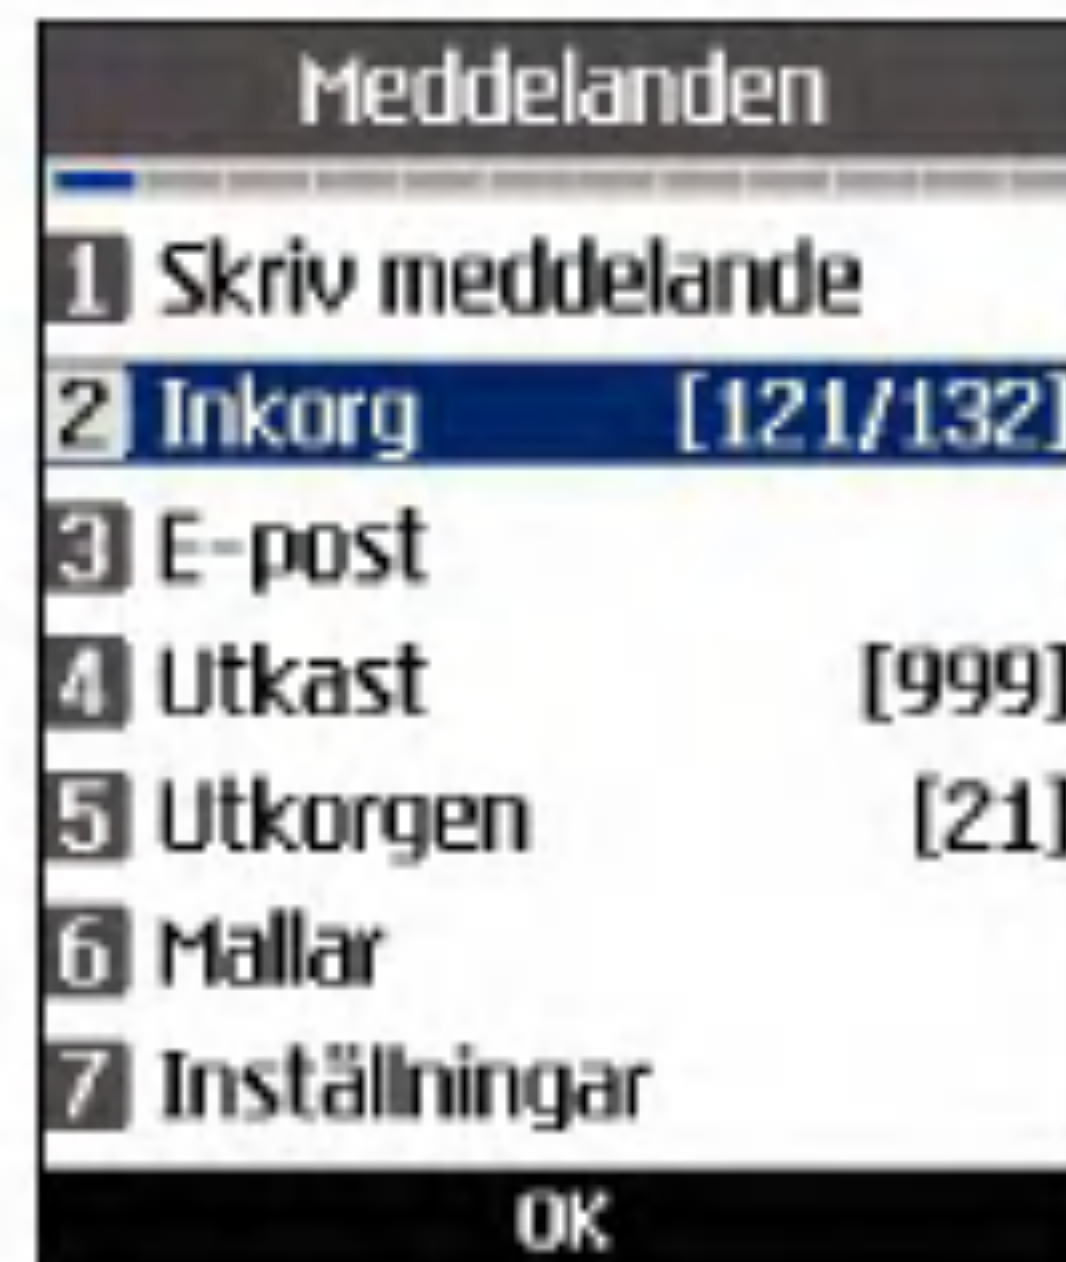 Meddelanden
1 Skriv meddelande
2 Inkorg [121/132]
3 E-post
4 Utkast [999]
5 Utkorgen [21]
6 Mallar
7 Inställningar
OK